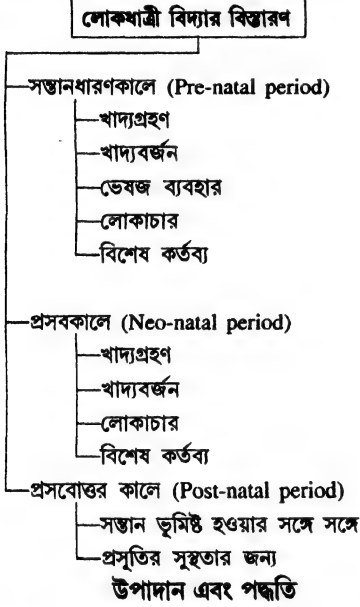 লোকধাত্রী বিদ্যার বিস্তারণ
সন্তানধারণকালে (Pre-natal period)
খাদ্যগ্রহণ
খাদ্যবর্জন
ভেষজ ব্যবহার
লোকাচার
বিশেষ কর্তব্য
প্রসবকালে (Neo-natal period)
খাদ্যগ্রহণ
খাদ্যবর্জন
লোকাচার
বিশেষ কর্তব্য
প্রসবোত্তর কালে (Post-natal period)
সন্তান ভূমিষ্ট হওয়ার সঙ্গে সঙ্গে
প্রসূতির সুস্থতার জন্য
উপাদান এবং পদ্ধতি